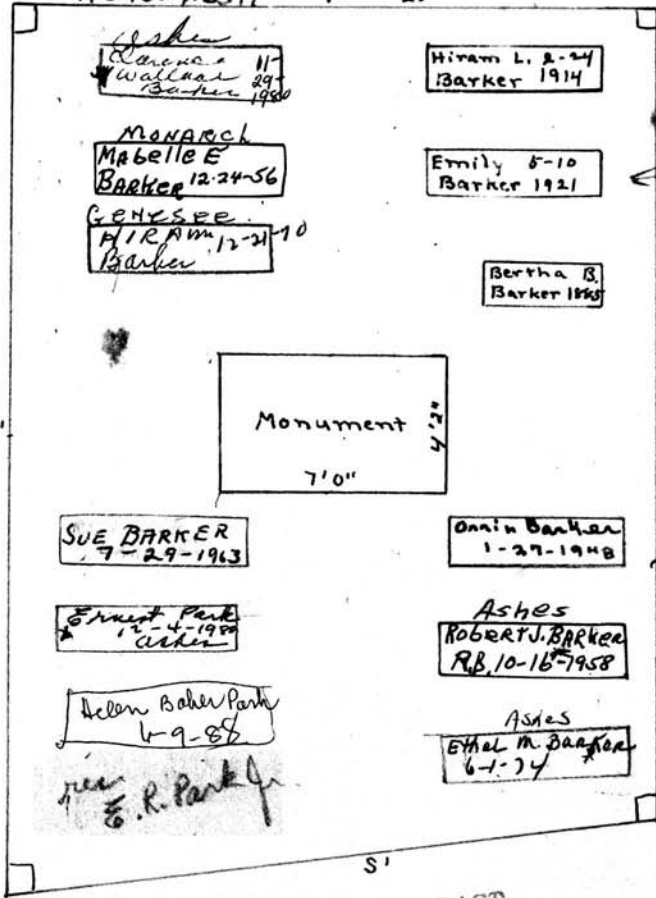 Ashes
Clarence 11-
Wallace 29-
Barker 1980
Hiram L. 2-24
Barker 1914
MONARCH
Mabelle E
BARKER 12-24-56
Emily 5-10
Barker 1921
GENESEE
HIRAM 12-21-70
Barker
Bertha B.
Barker
Monument
4'2"
7'0"
SUE BARKER
7-29-1963
Orrin Barker
1-27-1948
Ernest Park
12-4-1980
ashes
Ashes
ROBERT J. BARKER
R.B. 10-16-1958
Helen Baker Park
6-9-88
Ashes
Ethel M. Barker
6-1-74
res
E. R. Park Jr
S'